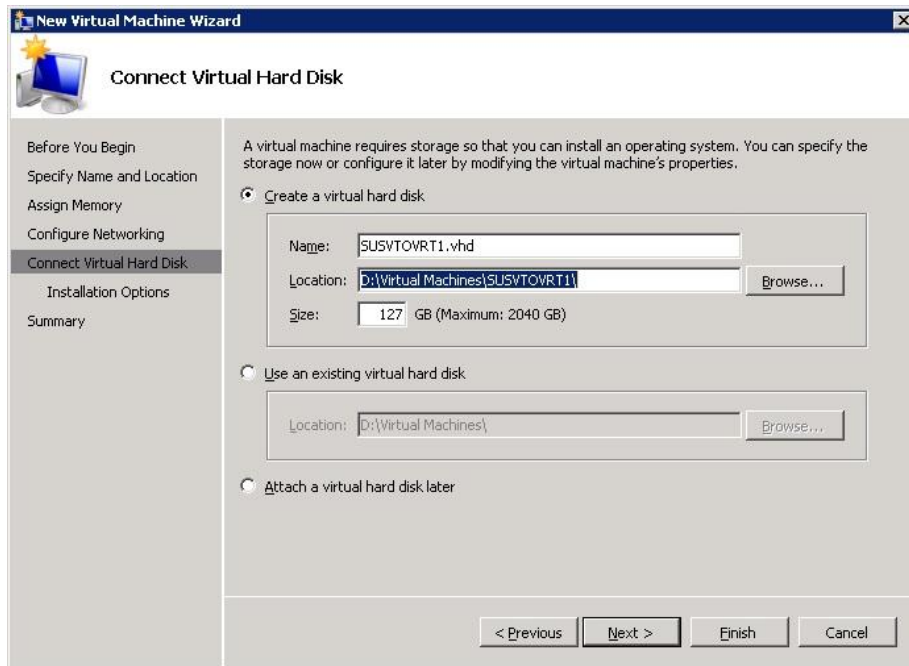 New Virtual Machine Wizard
Connect Virtual Hard Disk
Before You Begin
Specify Name and Location
Assign Memory
Configure Networking
Connect Virtual Hard Disk
Installation Options
Summary
A virtual machine requires storage so that you can install an operating system. You can specify the
storage now or configure it later by modifying the virtual machine's properties.
Create a virtual hard disk
Name: SUSVTOVRT1.vhd
Location: D:\Virtual Machines\SUSVTOVRT1\ Browse...
Size: 127 GB (Maximum: 2040 GB)
Use an existing virtual hard disk
Location: D:\Virtual Machines\ Browse...
Attach a virtual hard disk later
< Previous Next > Finish Cancel